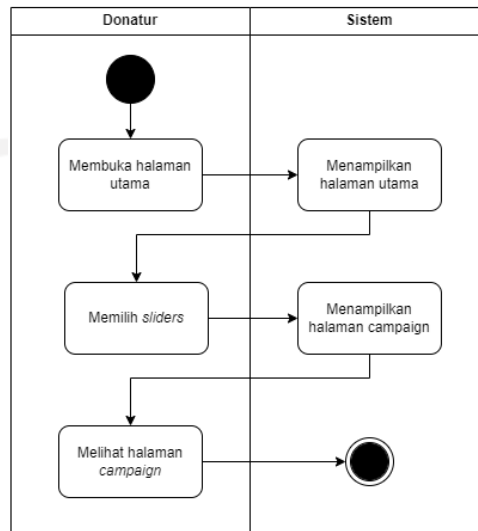 Donatur
Sistem
Membuka halaman
utama
Menampilkan
halaman utama
Memilih sliders
Menampilkan
halaman campaign
Melihat halaman
campaign